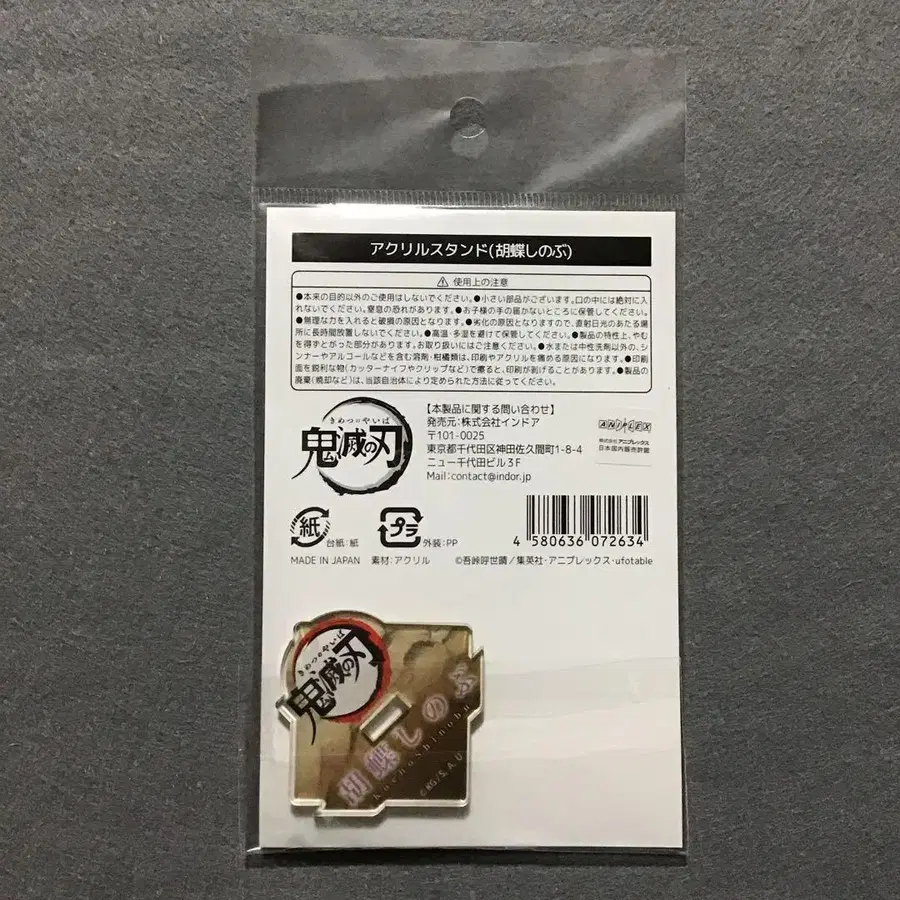 アクリルスタンド(胡蝶しのぶ)
⚠ 使用上の注意
●本来の目的以外のご使用はしないでください。●小さい部品がございます。口の中には絶対に入
れないでください。窒息の恐れがあります。●お子様の手の届かないところに保管してください。
●無理な力を入れると破損の原因となります。●劣化の原因となりますので、直射日光のあたる場
所に長時間放置しないでください。●高温・多湿を避けて保管してください。●製品の特性上、やむ
を得ずとがった部分があります。お取り扱いにはご注意ください。●水または中性洗剤以外の、シ
ンナーやアルコールなどを含む溶剤・柑橘類は、印刷やアクリルを痛める原因になります。●印刷
面を鋭利な物(カッターナイフやクリップなど)で擦ると、印刷が剥げることがあります。●製品の
廃棄(焼却など)は、当該自治体により定められた方法に従ってください。
きめつのやいば
鬼滅の刃
【本製品に関する問い合わせ】
発売元:株式会社インドア
〒101-0025
東京都千代田区神田佐久間町1-8-4
ニュー千代田ビル3F
Mail:contact@indor.jp
ANIPLEX
株式会社アニプレックス
日本国内販売許諾
紙
台紙:紙
プラ
外装:PP
4 580636 072634
MADE IN JAPAN 素材:アクリル
©吾峠呼世晴/集英社・アニプレックス・ufotable
きめつのやいば
鬼滅の刃
胡蝶しのぶ
Kocho Shinobu
©KG/S,A,U